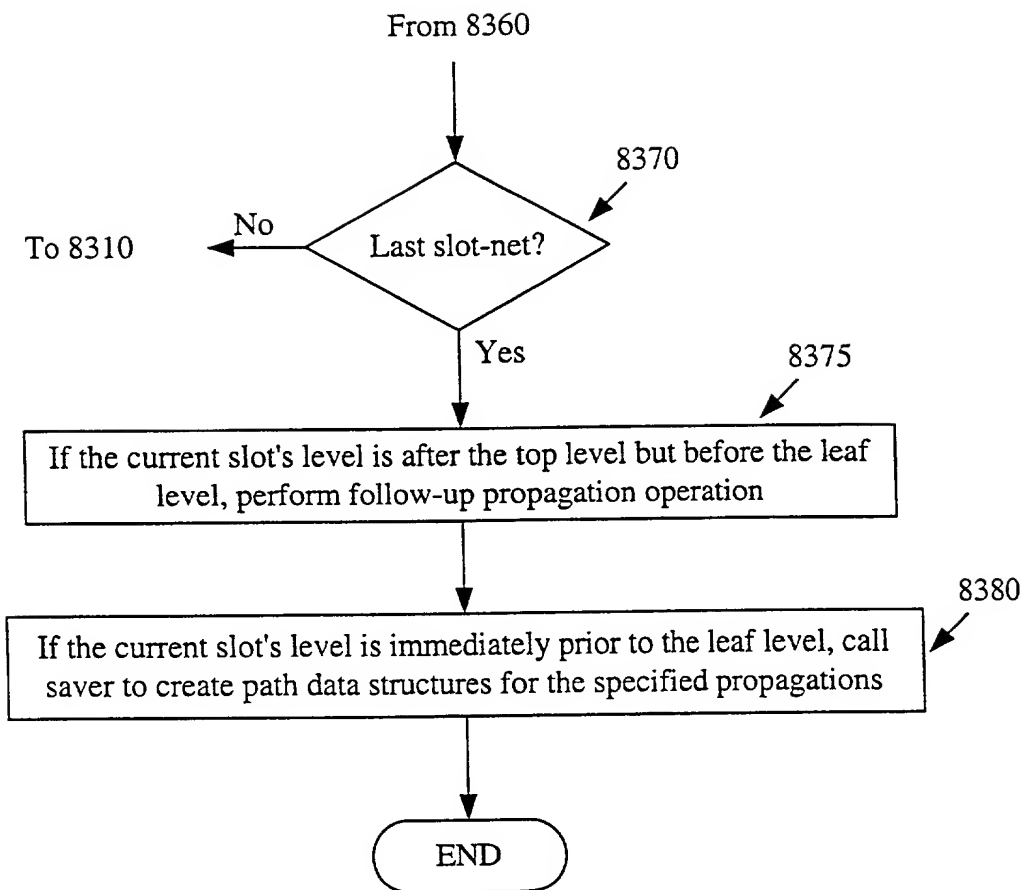 From 8360
8370
Last slot-net?
No
To 8310
Yes
8375
If the current slot's level is after the top level but before the leaf
level, perform follow-up propagation operation
8380
If the current slot's level is immediately prior to the leaf level, call
saver to create path data structures for the specified propagations
END